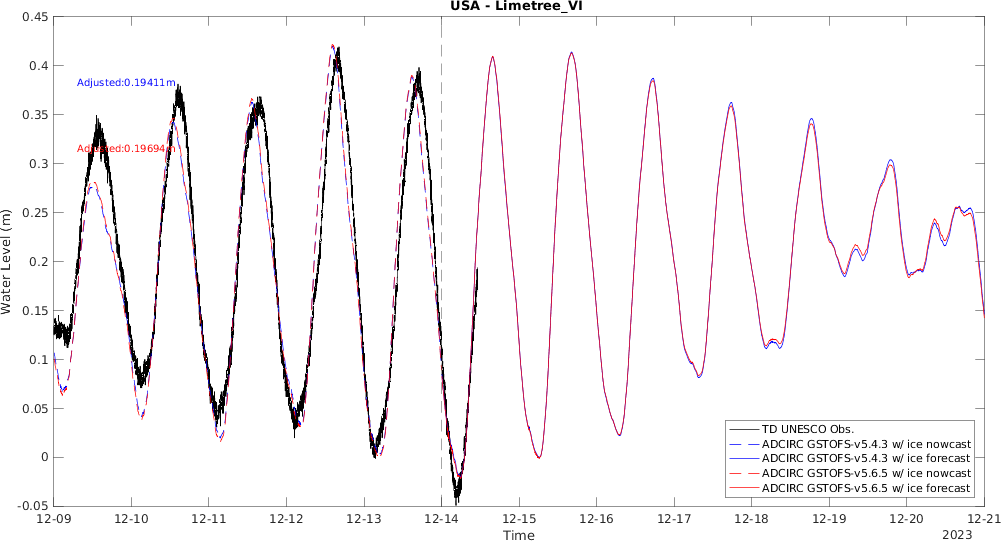 USA - Limetree_VI
0.45
0.4
0.35
0.3
0.25
0.2
0.15
0.1
0.05
0
-0.05
Water Level (m)
Adjusted:0.19411m
Adjusted:0.19694m
TD UNESCO Obs.
ADCIRC GSTOFS-v5.4.3 w/ ice nowcast
ADCIRC GSTOFS-v5.4.3 w/ ice forecast
ADCIRC GSTOFS-v5.6.5 w/ ice nowcast
ADCIRC GSTOFS-v5.6.5 w/ ice forecast
12-09 12-10 12-11 12-12 12-13 12-14 12-15 12-16 12-17 12-18 12-19 12-20 12-21
Time
2023